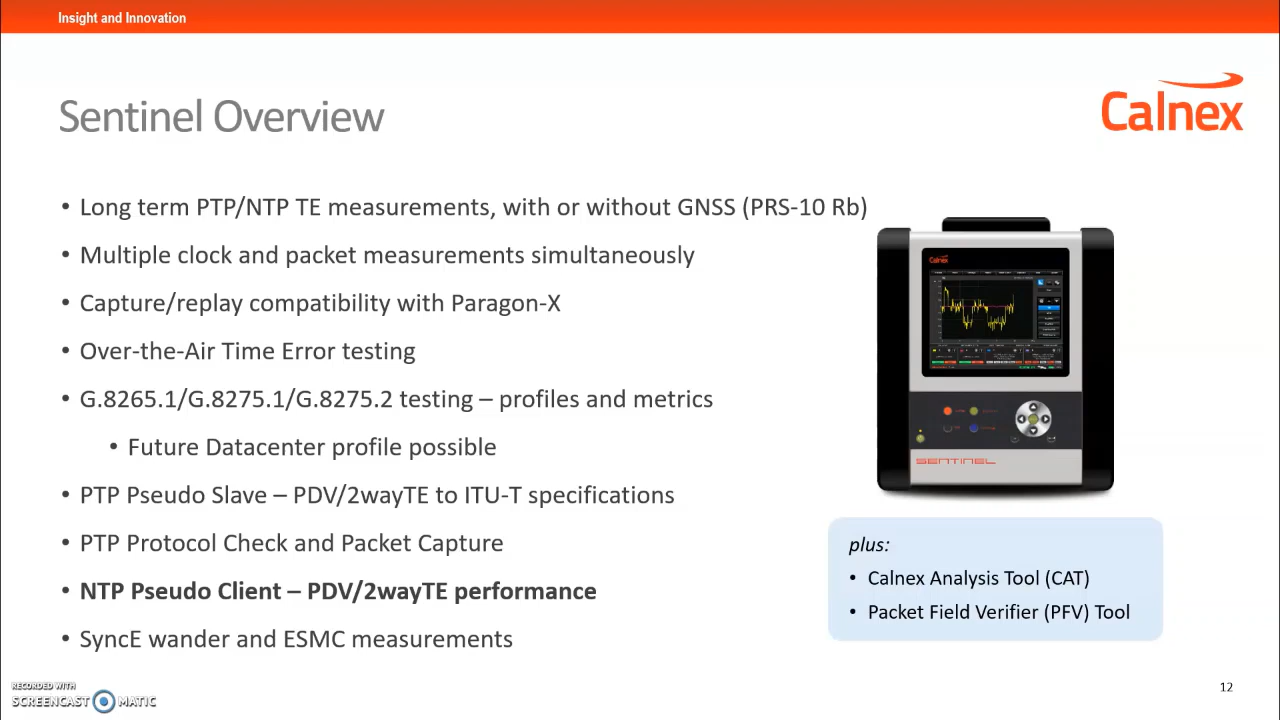 Insight and Innovation
Sentinel Overview
Calnex
• Long term PTP/NTP TE measurements, with or without GNSS (PRS-10 Rb)
• Multiple clock and packet measurements simultaneously
• Capture/replay compatibility with Paragon-X
• Over-the-Air Time Error testing
• G.8265.1/G.8275.1/G.8275.2 testing – profiles and metrics
• Future Datacenter profile possible
• PTP Pseudo Slave – PDV/2wayTE to ITU-T specifications
• PTP Protocol Check and Packet Capture
• NTP Pseudo Client – PDV/2wayTE performance
• SyncE wander and ESMC measurements
Calnex
SENTINEL
plus:
• Calnex Analysis Tool (CAT)
• Packet Field Verifier (PFV) Tool
RECORDED WITH
SCREENCAST MATIC
12